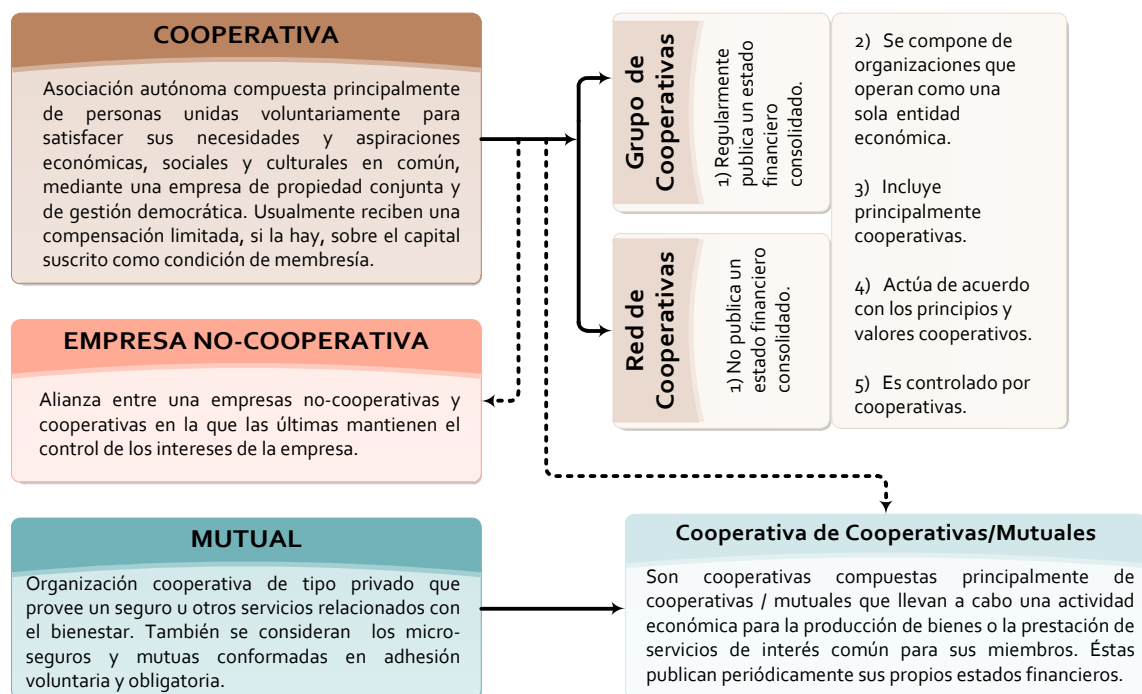 COOPERATIVA
Asociación autónoma compuesta principalmente
de personas unidas voluntariamente para
satisfacer sus necesidades y aspiraciones
económicas, sociales y culturales en común,
mediante una empresa de propiedad conjunta y
de gestión democrática. Usualmente reciben una
compensación limitada, si la hay, sobre el capital
suscrito como condición de membresía.
Grupo de
Cooperativas
1) Regularmente
publica un estado
financiero
consolidado.
Red de
Cooperativas
1) No publica un
estado financiero
consolidado.
2) Se compone de
organizaciones que
operan como una
sola entidad
económica.
3) Incluye
principalmente
cooperativas.
4) Actúa de acuerdo
con los principios y
valores cooperativos.
5) Es controlado por
cooperativas.
EMPRESA NO-COOPERATIVA
Alianza entre una empresas no-cooperativas y
cooperativas en la que las últimas mantienen el
control de los intereses de la empresa.
MUTUAL
Organización cooperativa de tipo privado que
provee un seguro u otros servicios relacionados con
el bienestar. También se consideran los micro-
seguros y mutuas conformadas en adhesión
voluntaria y obligatoria.
Cooperativa de Cooperativas/Mutuales
Son cooperativas compuestas principalmente de
cooperativas / mutuales que llevan a cabo una actividad
económica para la producción de bienes o la prestación de
servicios de interés común para sus miembros. Éstas
publican periódicamente sus propios estados financieros.